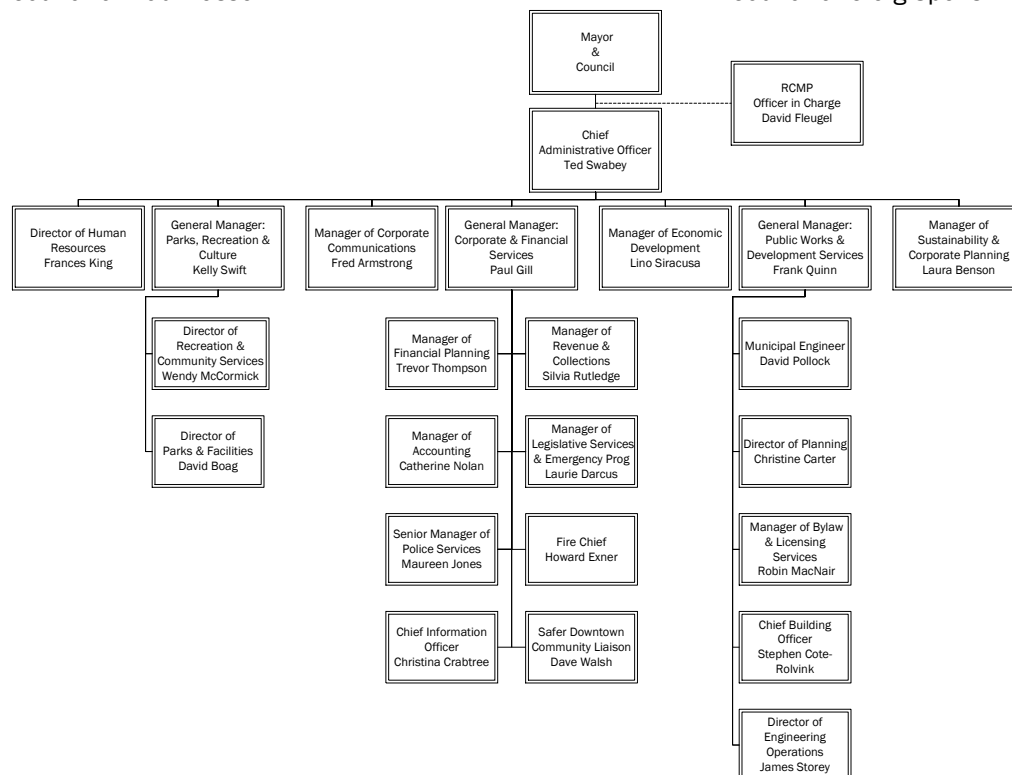 Mayor
&
Council
RCMP
Officer in Charge
David Fleugel
Chief
Administrative Officer
Ted Swabey
Director of Human
Resources
Frances King
General Manager:
Parks, Recreation &
Culture
Kelly Swift
Manager of Corporate
Communications
Fred Armstrong
General Manager:
Corporate & Financial
Services
Paul Gill
Manager of Economic
Development
Lino Siracusa
General Manager:
Public Works &
Development Services
Frank Quinn
Manager of
Sustainability &
Corporate Planning
Laura Benson
Director of
Recreation &
Community Services
Wendy McCormick
Manager of
Financial Planning
Trevor Thompson
Manager of
Revenue &
Collections
Silvia Rutledge
Municipal Engineer
David Pollock
Director of
Parks & Facilities
David Boag
Manager of
Accounting
Catherine Nolan
Manager of
Legislative Services
& Emergency Prog
Laurie Darcus
Director of Planning
Christine Carter
Senior Manager of
Police Services
Maureen Jones
Fire Chief
Howard Exner
Manager of Bylaw
& Licensing
Services
Robin MacNair
Chief Information
Officer
Christina Crabtree
Safer Downtown
Community Liaison
Dave Walsh
Chief Building
Officer
Stephen Cote-
Rolvink
Director of
Engineering
Operations
James Storey